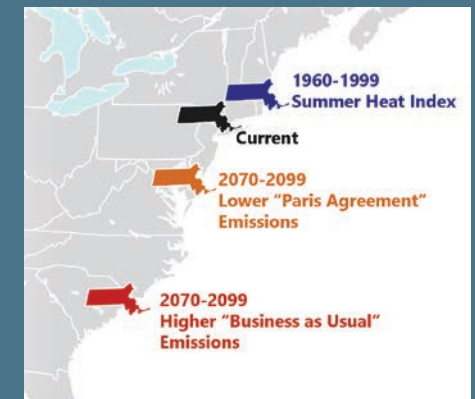 1960-1999
Summer Heat Index
Current
2070-2099
Lower “Paris Agreement”
Emissions
2070-2099
Higher “Business as Usual”
Emissions